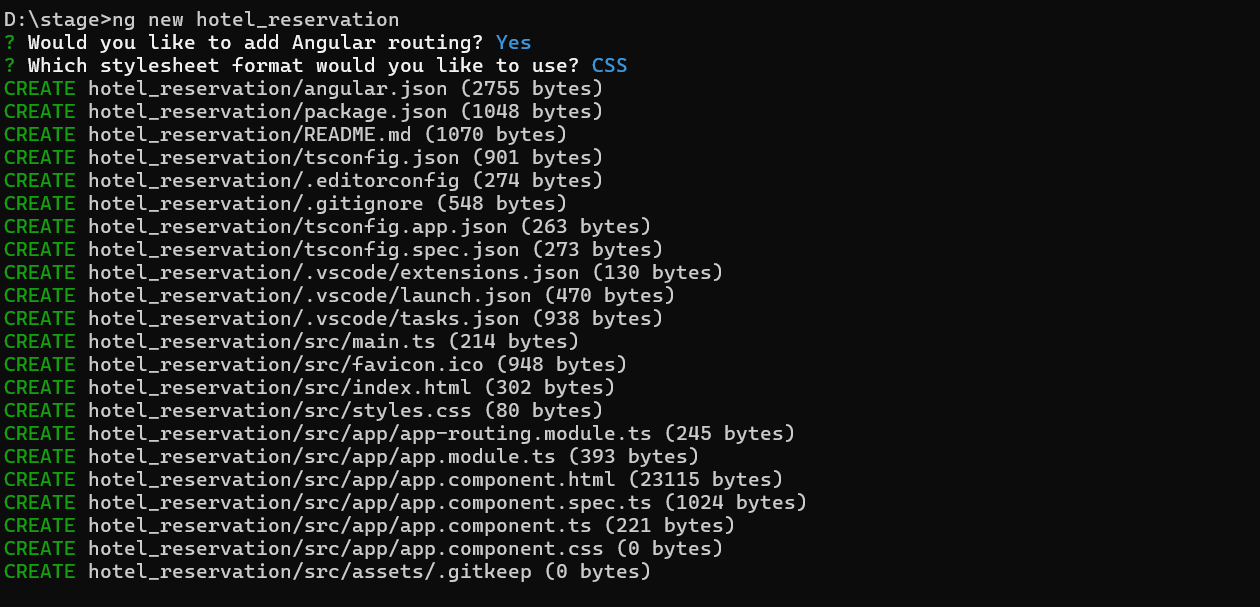 D:\stage>ng new hotel_reservation
? Would you like to add Angular routing? Yes
? Which stylesheet format would you like to use? CSS
CREATE hotel_reservation/angular.json (2755 bytes)
CREATE hotel_reservation/package.json (1048 bytes)
CREATE hotel_reservation/README.md (1070 bytes)
CREATE hotel_reservation/tsconfig.json (901 bytes)
CREATE hotel_reservation/.editorconfig (274 bytes)
CREATE hotel_reservation/.gitignore (548 bytes)
CREATE hotel_reservation/tsconfig.app.json (263 bytes)
CREATE hotel_reservation/tsconfig.spec.json (273 bytes)
CREATE hotel_reservation/.vscode/extensions.json (130 bytes)
CREATE hotel_reservation/.vscode/launch.json (470 bytes)
CREATE hotel_reservation/.vscode/tasks.json (938 bytes)
CREATE hotel_reservation/src/main.ts (214 bytes)
CREATE hotel_reservation/src/favicon.ico (948 bytes)
CREATE hotel_reservation/src/index.html (302 bytes)
CREATE hotel_reservation/src/styles.css (80 bytes)
CREATE hotel_reservation/src/app/app-routing.module.ts (245 bytes)
CREATE hotel_reservation/src/app/app.module.ts (393 bytes)
CREATE hotel_reservation/src/app/app.component.html (23115 bytes)
CREATE hotel_reservation/src/app/app.component.spec.ts (1024 bytes)
CREATE hotel_reservation/src/app/app.component.ts (221 bytes)
CREATE hotel_reservation/src/app/app.component.css (0 bytes)
CREATE hotel_reservation/src/assets/.gitkeep (0 bytes)